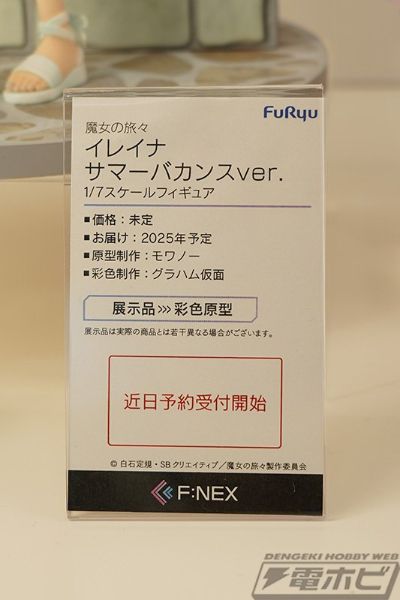 FuRyu
魔女の旅々
イレイナ
サマーバカンスver.
1/7スケールフィギュア
■価格：未定
■お届け：2025年予定
■原型制作：モワノー
■彩色制作：グラハム仮面
展示品>>>彩色原型
展示品は実際の商品とは若干異なる場合がございます。
近日予約受付開始
© 白石定規・SBクリエイティブ／魔女の旅々製作委員会
F:NEX
DENGEKI HOBBY WEB
電ホビ